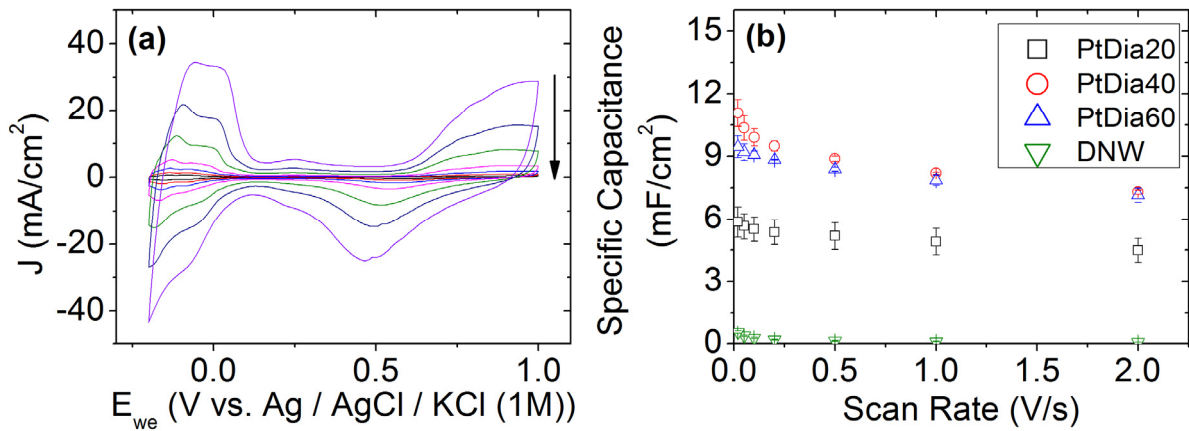 (a)
40
20
0
-20
-40
J (mA/cm²)
0.0 0.5 1.0
E_we (V vs. Ag / AgCl / KCl (1M))
(b)
15
12
9
6
3
0
Specific Capacitance
(mF/cm²)
PtDia20
PtDia40
PtDia60
DNW
0.0 0.5 1.0 1.5 2.0
Scan Rate (V/s)